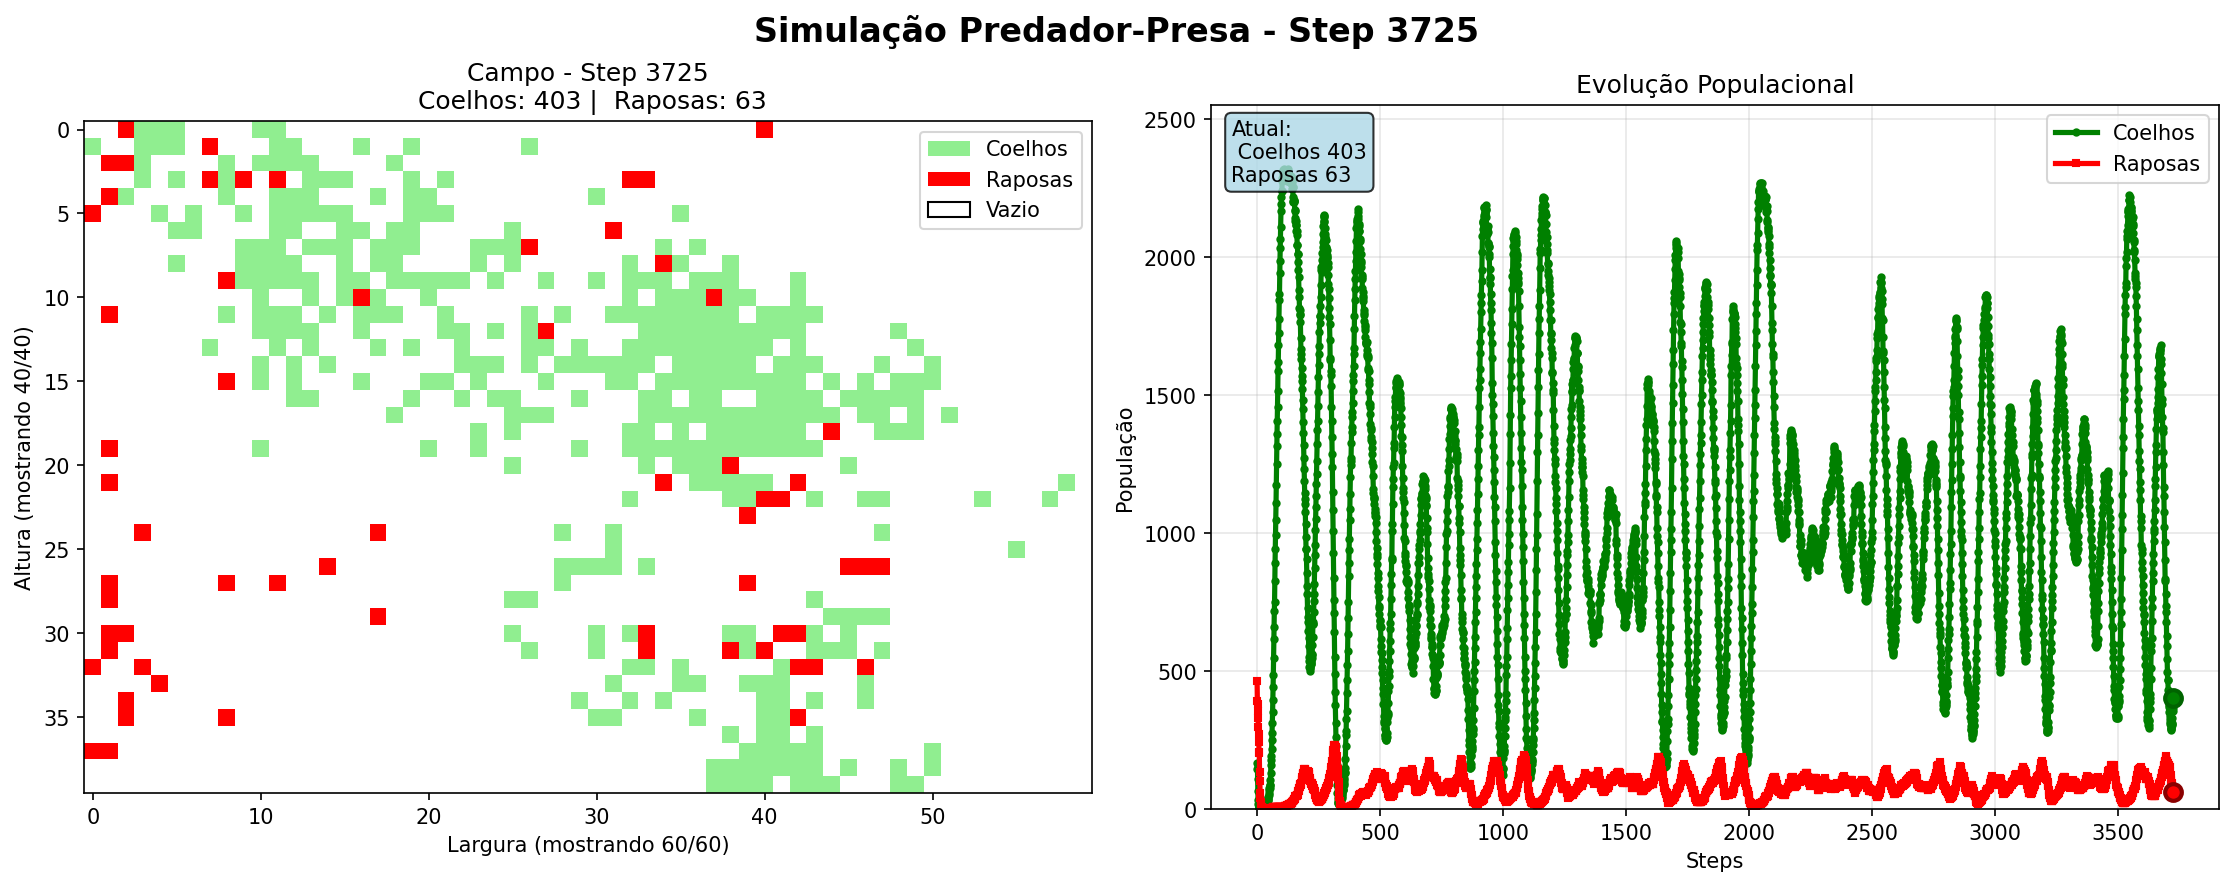 Simulação Predador-Presa - Step 3725
Campo - Step 3725
Coelhos: 403 |  Raposas: 63
Coelhos
Raposas
Vazio
0
5
10
15
20
25
30
35
Altura (mostrando 40/40)
0
10
20
30
40
50
Largura (mostrando 60/60)
Evolução Populacional
Atual:
Coelhos 403
Raposas 63
Coelhos
Raposas
2500
2000
1500
1000
500
0
População
0
500
1000
1500
2000
2500
3000
3500
Steps